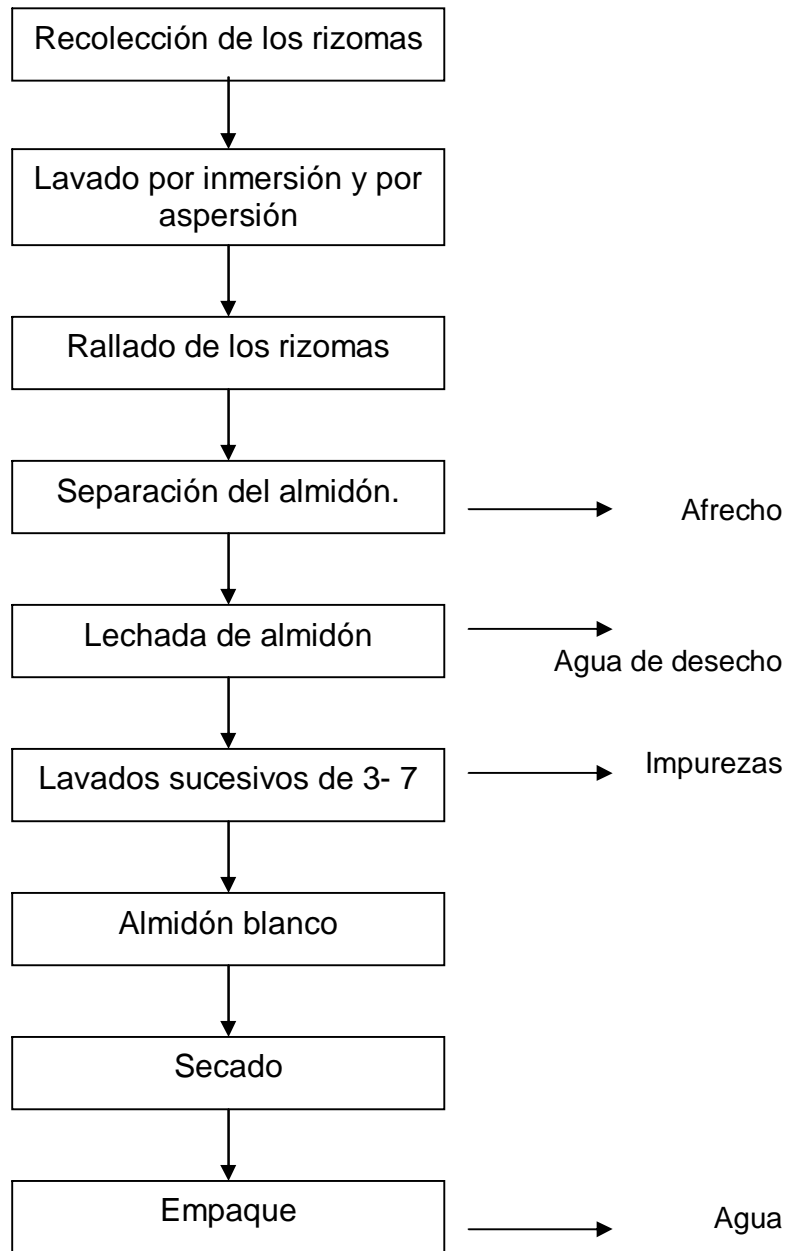 Recolección de los rizomas
Lavado por inmersión y por
aspersión
Rallado de los rizomas
Separación del almidón.
Afrecho
Lechada de almidón
Agua de desecho
Lavados sucesivos de 3- 7
Impurezas
Almidón blanco
Secado
Empaque
Agua